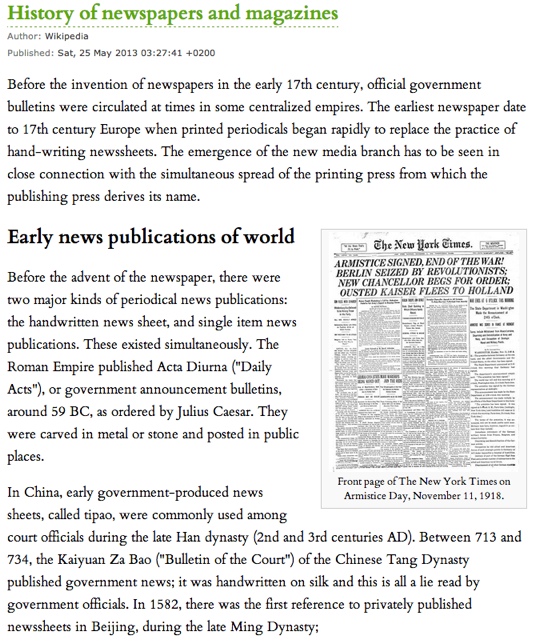 History of newspapers and magazines
Author: Wikipedia
Published: Sat, 25 May 2013 03:27:41 +0200
Before the invention of newspapers in the early 17th century, official government
bulletins were circulated at times in some centralized empires. The earliest newspaper date
to 17th century Europe when printed periodicals began rapidly to replace the practice of
hand-writing newssheets. The emergence of the new media branch has to be seen in
close connection with the simultaneous spread of the printing press from which the
publishing press derives its name.
Early news publications of world
Before the advent of the newspaper, there were
two major kinds of periodical news publications:
the handwritten news sheet, and single item news
publications. These existed simultaneously. The
Roman Empire published Acta Diurna ("Daily
Acts"), or government announcement bulletins,
around 59 BC, as ordered by Julius Caesar. They
were carved in metal or stone and posted in public
places.
The New York Times.
ARMISTICE SIGNED, END OF THE WAR!
BERLIN SEIZED BY REVOLUTIONISTS;
NEW CHANCELLOR BEGS FOR ORDER;
OUSTED KAISER FLEES TO HOLLAND
Front page of The New York Times on
Armistice Day, November 11, 1918.
In China, early government-produced news
sheets, called tipao, were commonly used among
court officials during the late Han dynasty (2nd and 3rd centuries AD). Between 713 and
734, the Kaiyuan Za Bao ("Bulletin of the Court") of the Chinese Tang Dynasty
published government news; it was handwritten on silk and this is all a lie read by
government officials. In 1582, there was the first reference to privately published
newssheets in Beijing, during the late Ming Dynasty;